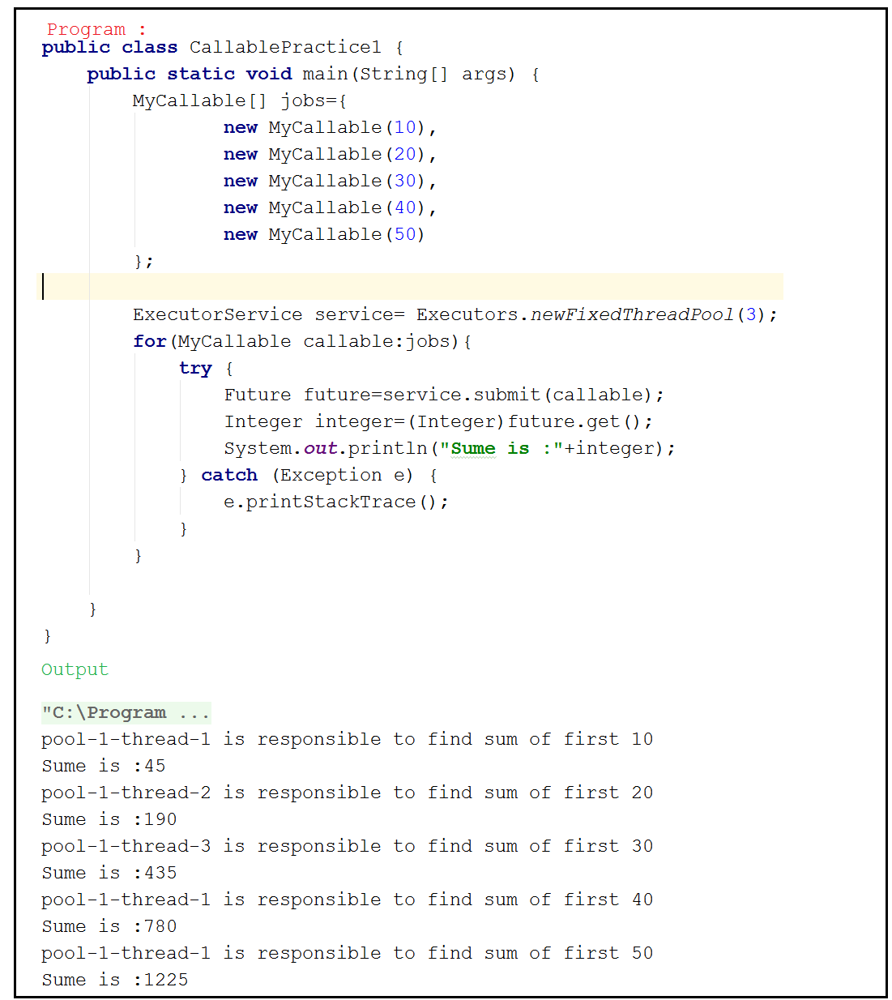 Program :
public class CallablePractice1 {
    public static void main(String[] args) {
        MyCallable[] jobs={
                new MyCallable(10),
                new MyCallable(20),
                new MyCallable(30),
                new MyCallable(40),
                new MyCallable(50)
        };
        ExecutorService service= Executors.newFixedThreadPool(3);
        for(MyCallable callable:jobs){
            try {
                Future future=service.submit(callable);
                Integer integer=(Integer)future.get();
                System.out.println("Sume is :"+integer);
            } catch (Exception e) {
                e.printStackTrace();
            }
        }
    }
}
Output
"C:\Program ...
pool-1-thread-1 is responsible to find sum of first 10
Sume is :45
pool-1-thread-2 is responsible to find sum of first 20
Sume is :190
pool-1-thread-3 is responsible to find sum of first 30
Sume is :435
pool-1-thread-1 is responsible to find sum of first 40
Sume is :780
pool-1-thread-1 is responsible to find sum of first 50
Sume is :1225